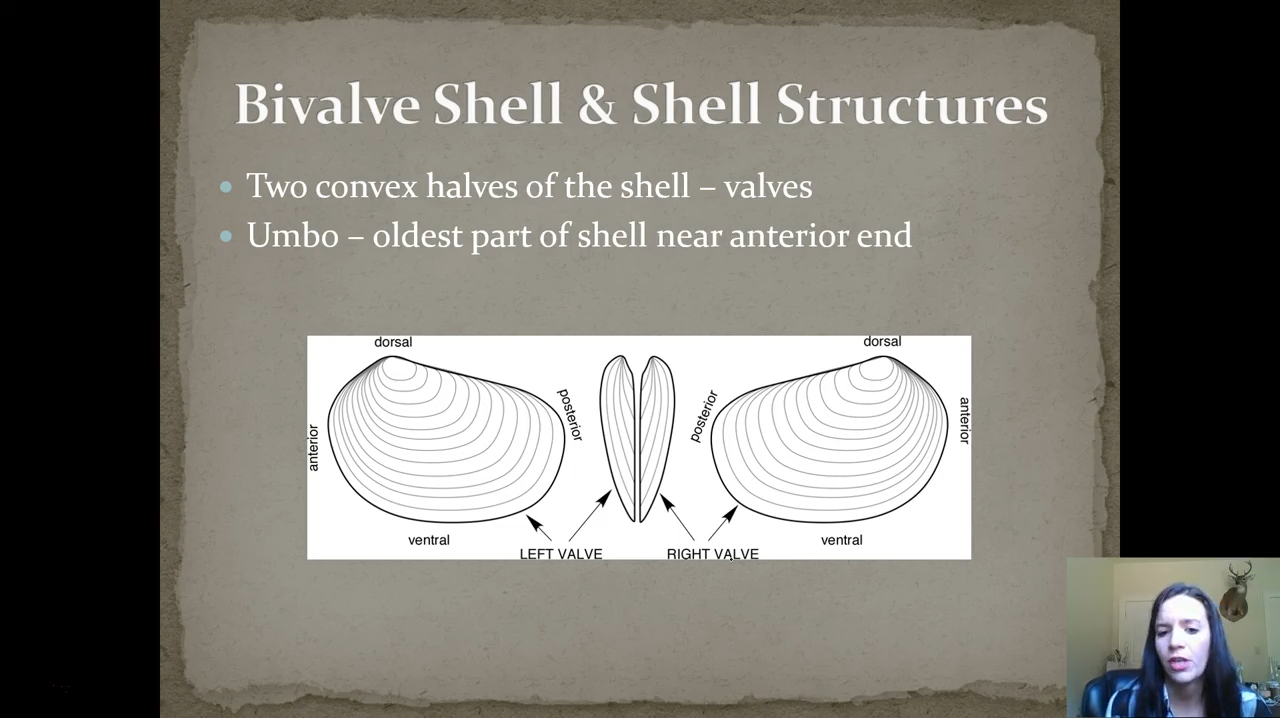 Bivalve Shell & Shell Structures
• Two convex halves of the shell – valves
• Umbo – oldest part of shell near anterior end
dorsal
dorsal
anterior
posterior
posterior
anterior
ventral
ventral
LEFT VALVE
RIGHT VALVE